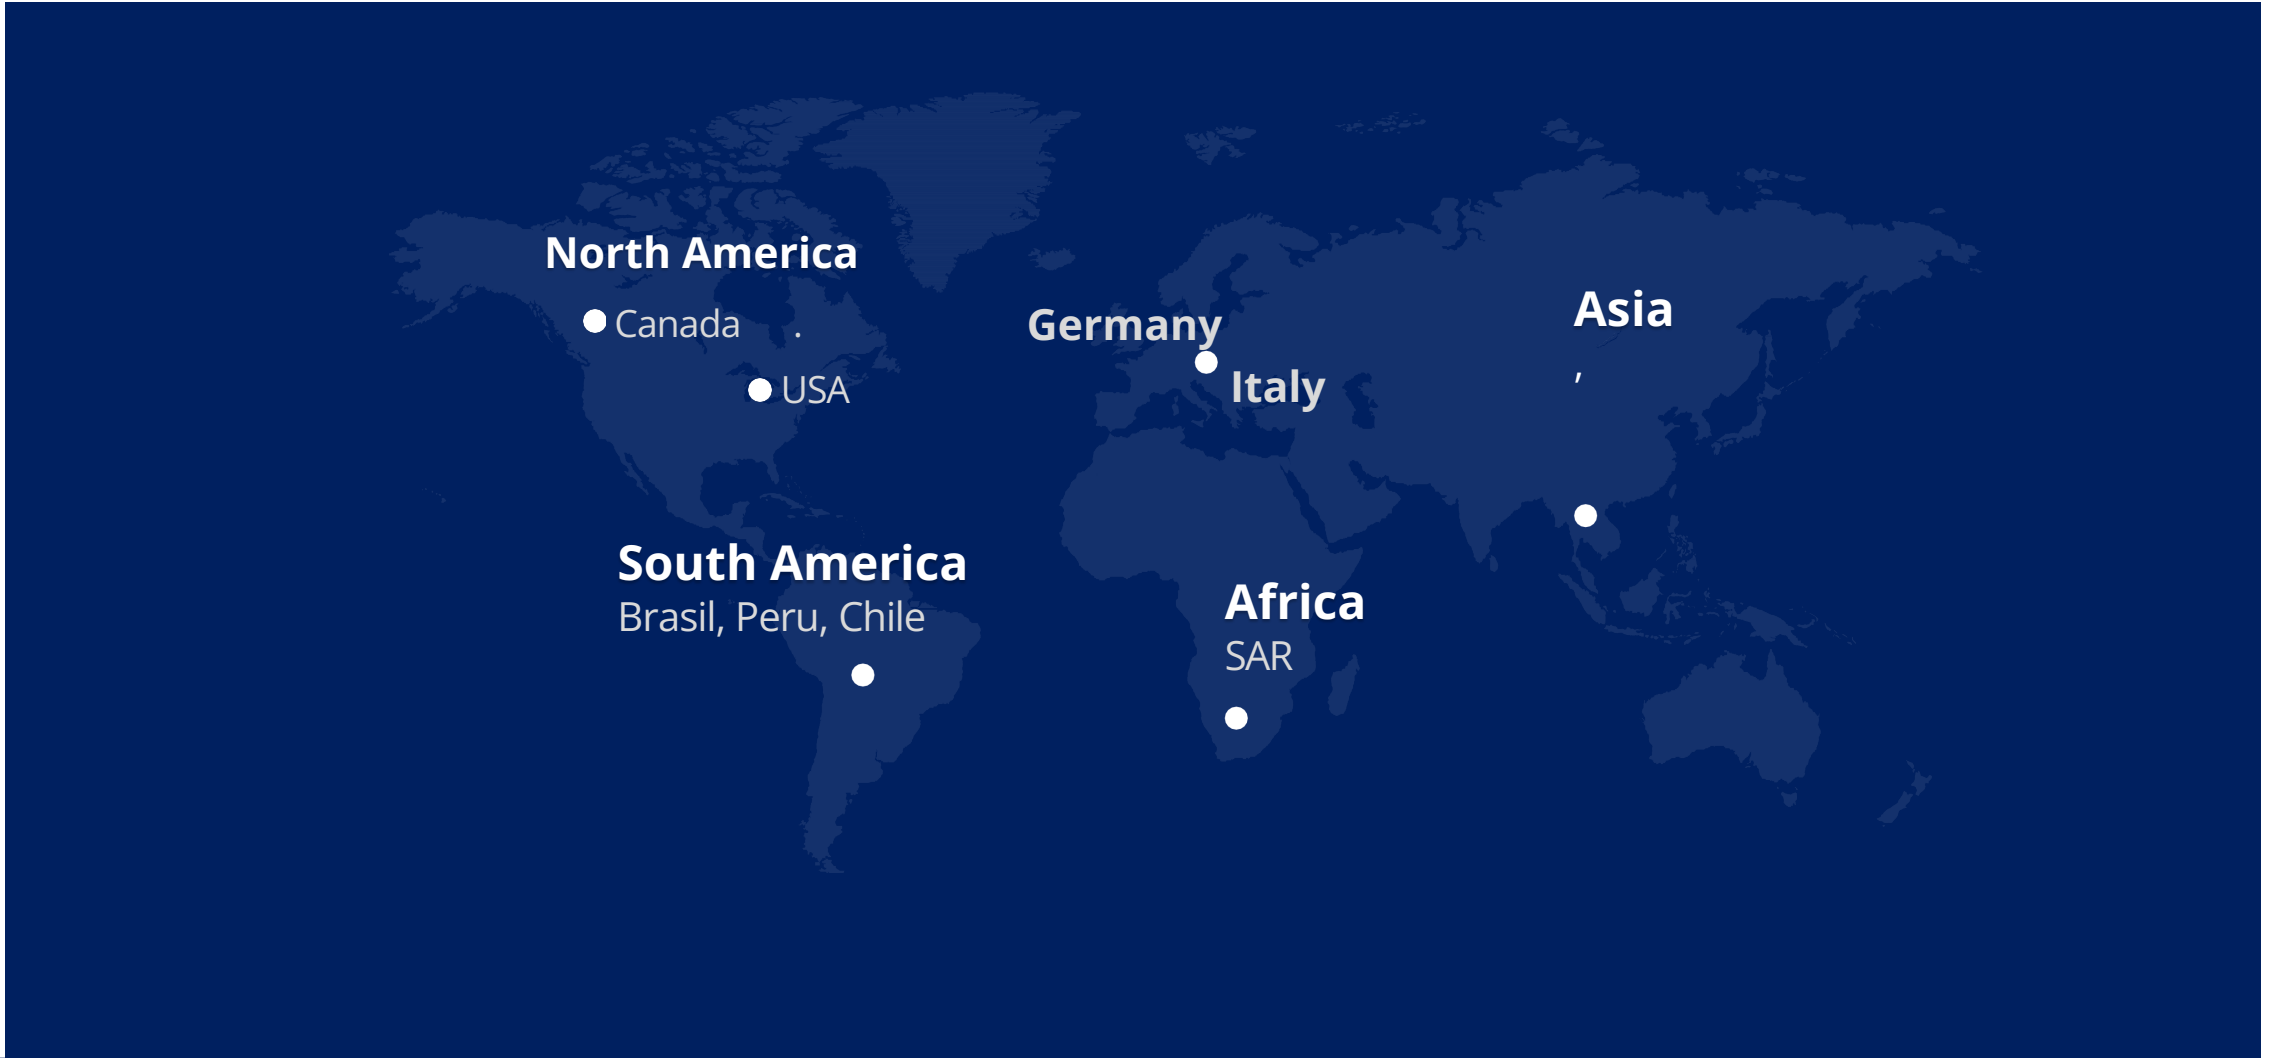 North America
Canada .
USA
Germany
Italy
Asia
,
South America
Brasil, Peru, Chile
Africa
SAR